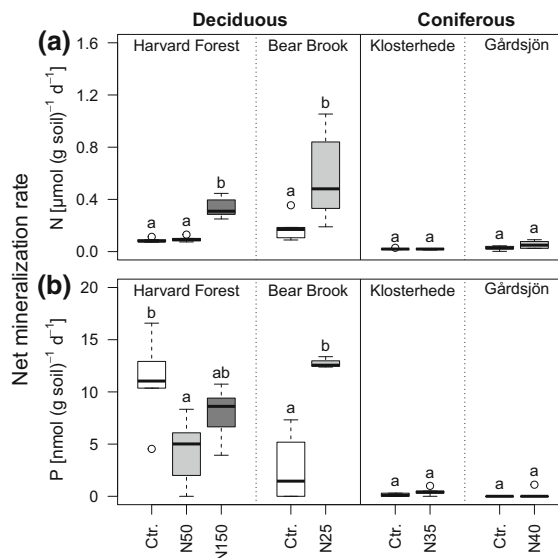 Deciduous Coniferous
(a) Harvard Forest Bear Brook Klosterhede Gårdsjön
Net mineralization rate
N [µmol (g soil)⁻¹ d⁻¹]
1.6
1.2
0.8
0.4
0.0
a a b a b a a a a
(b) Harvard Forest Bear Brook Klosterhede Gårdsjön
P [nmol (g soil)⁻¹ d⁻¹]
20
15
10
5
0
b a ab a b a a a a
Ctr. N50 N150 Ctr. N25 Ctr. N35 Ctr. N40